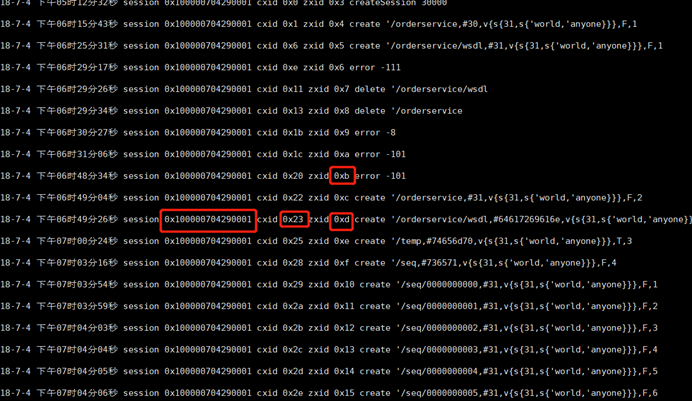 18-7-4 下午05时12分32秒 session 0x100000704290001 cxid 0x0 zxid 0x3 createSession 30000
18-7-4 下午06时15分43秒 session 0x100000704290001 cxid 0x1 zxid 0x4 create '/orderservice,#30,v{s{31,s{'world,'anyone}}},F,1
18-7-4 下午06时25分31秒 session 0x100000704290001 cxid 0x6 zxid 0x5 create '/orderservice/wsdl,#31,v{s{31,s{'world,'anyone}}},F,1
18-7-4 下午06时29分17秒 session 0x100000704290001 cxid 0xe zxid 0x6 error -111
18-7-4 下午06时29分26秒 session 0x100000704290001 cxid 0x11 zxid 0x7 delete '/orderservice/wsdl
18-7-4 下午06时29分34秒 session 0x100000704290001 cxid 0x13 zxid 0x8 delete '/orderservice
18-7-4 下午06时30分27秒 session 0x100000704290001 cxid 0x1b zxid 0x9 error -8
18-7-4 下午06时31分06秒 session 0x100000704290001 cxid 0x1c zxid 0xa error -101
18-7-4 下午06时48分34秒 session 0x100000704290001 cxid 0x20 zxid 0xb error -101
18-7-4 下午06时49分04秒 session 0x100000704290001 cxid 0x22 zxid 0xc create '/orderservice,#31,v{s{31,s{'world,'anyone}}},F,2
18-7-4 下午06时49分26秒 session 0x100000704290001 cxid 0x23 zxid 0xd create '/orderservice/wsdl,#64617269616e,v{s{31,s{'world,'anyone}}
18-7-4 下午07时00分24秒 session 0x100000704290001 cxid 0x25 zxid 0xe create '/temp,#74656d70,v{s{31,s{'world,'anyone}}},T,3
18-7-4 下午07时03分16秒 session 0x100000704290001 cxid 0x28 zxid 0xf create '/seq,#736571,v{s{31,s{'world,'anyone}}},F,4
18-7-4 下午07时03分54秒 session 0x100000704290001 cxid 0x29 zxid 0x10 create '/seq/0000000000,#31,v{s{31,s{'world,'anyone}}},F,1
18-7-4 下午07时03分59秒 session 0x100000704290001 cxid 0x2a zxid 0x11 create '/seq/0000000001,#31,v{s{31,s{'world,'anyone}}},F,2
18-7-4 下午07时04分03秒 session 0x100000704290001 cxid 0x2b zxid 0x12 create '/seq/0000000002,#31,v{s{31,s{'world,'anyone}}},F,3
18-7-4 下午07时04分04秒 session 0x100000704290001 cxid 0x2c zxid 0x13 create '/seq/0000000003,#31,v{s{31,s{'world,'anyone}}},F,4
18-7-4 下午07时04分05秒 session 0x100000704290001 cxid 0x2d zxid 0x14 create '/seq/0000000004,#31,v{s{31,s{'world,'anyone}}},F,5
18-7-4 下午07时04分06秒 session 0x100000704290001 cxid 0x2e zxid 0x15 create '/seq/0000000005,#31,v{s{31,s{'world,'anyone}}},F,6